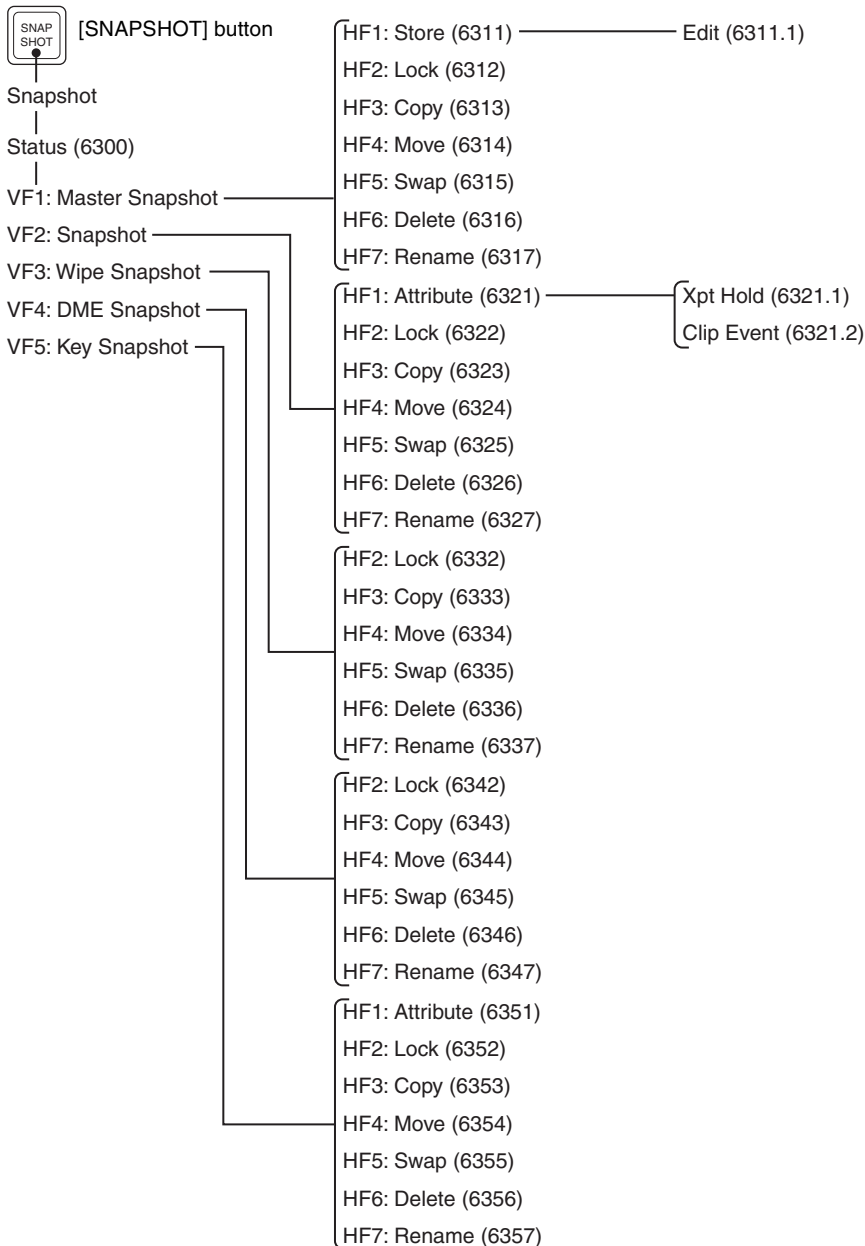 SNAP
SHOT
[SNAPSHOT] button
Snapshot
Status (6300)
VF1: Master Snapshot
VF2: Snapshot
VF3: Wipe Snapshot
VF4: DME Snapshot
VF5: Key Snapshot
HF1: Store (6311)
Edit (6311.1)
HF2: Lock (6312)
HF3: Copy (6313)
HF4: Move (6314)
HF5: Swap (6315)
HF6: Delete (6316)
HF7: Rename (6317)
HF1: Attribute (6321)
Xpt Hold (6321.1)
Clip Event (6321.2)
HF2: Lock (6322)
HF3: Copy (6323)
HF4: Move (6324)
HF5: Swap (6325)
HF6: Delete (6326)
HF7: Rename (6327)
HF2: Lock (6332)
HF3: Copy (6333)
HF4: Move (6334)
HF5: Swap (6335)
HF6: Delete (6336)
HF7: Rename (6337)
HF2: Lock (6342)
HF3: Copy (6343)
HF4: Move (6344)
HF5: Swap (6345)
HF6: Delete (6346)
HF7: Rename (6347)
HF1: Attribute (6351)
HF2: Lock (6352)
HF3: Copy (6353)
HF4: Move (6354)
HF5: Swap (6355)
HF6: Delete (6356)
HF7: Rename (6357)